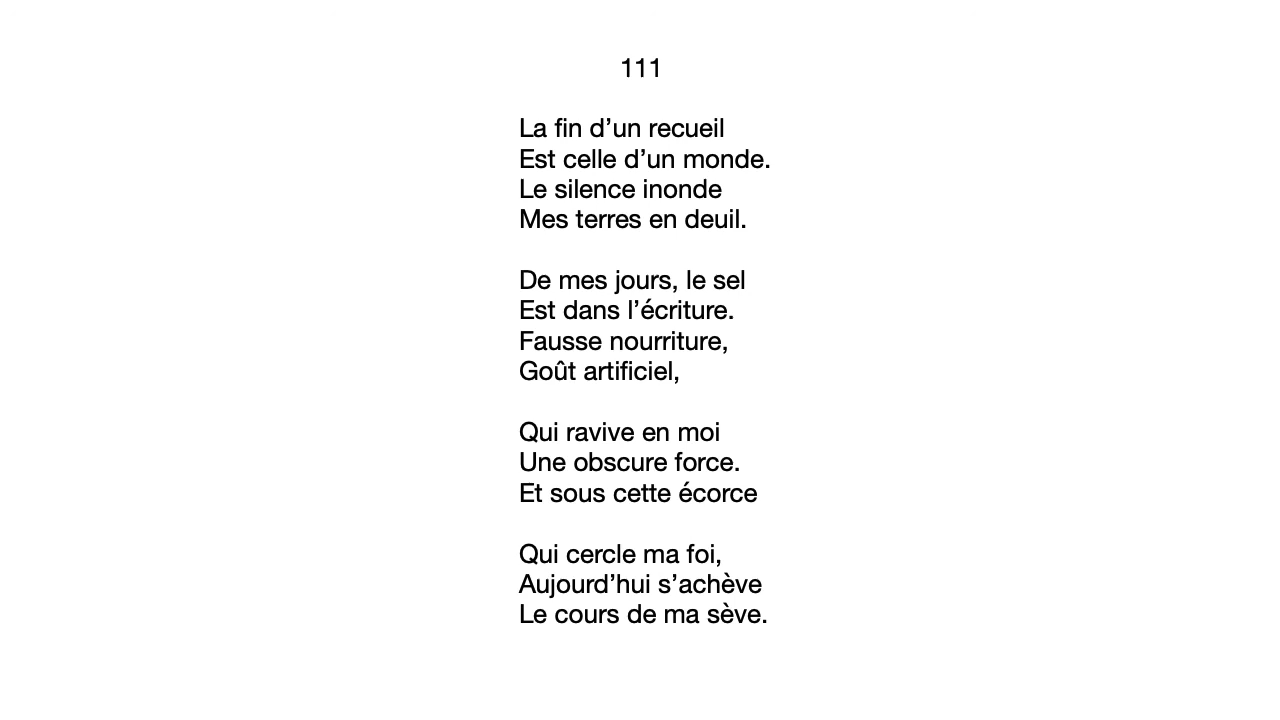 111
La fin d’un recueil
Est celle d’un monde.
Le silence inonde
Mes terres en deuil.
De mes jours, le sel
Est dans l’écriture.
Fausse nourriture,
Goût artificiel,
Qui ravive en moi
Une obscure force.
Et sous cette écorce
Qui cercle ma foi,
Aujourd’hui s’achève
Le cours de ma sève.